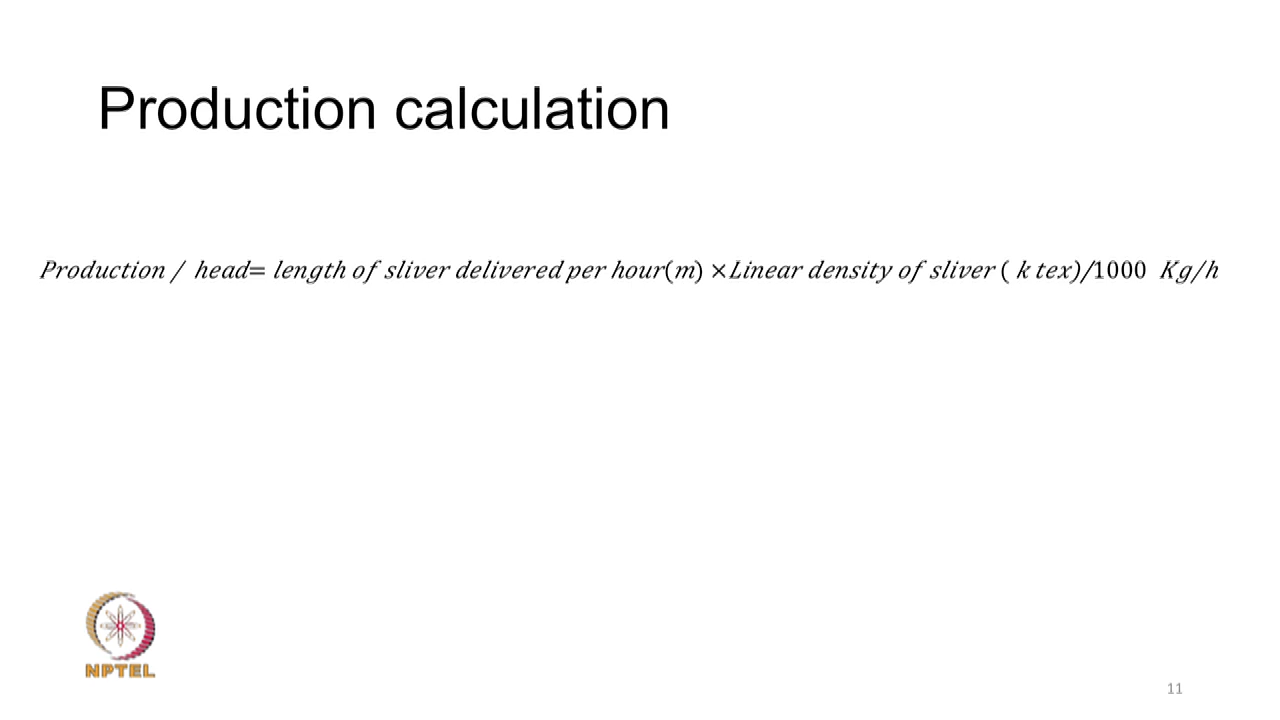 Production calculation
Production / head= length of sliver delivered per hour(m) ×Linear density of sliver ( k tex)/1000 Kg/h
NPTEL
11